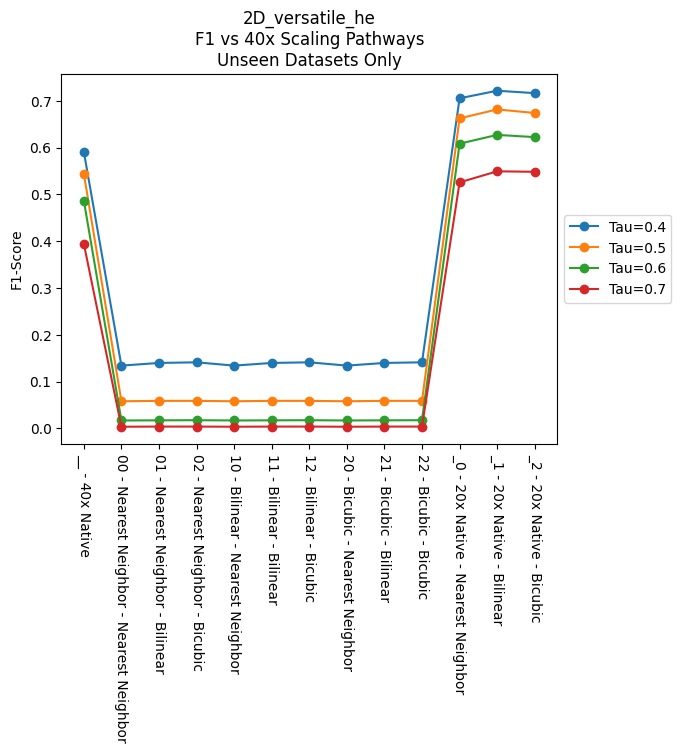 2D_versatile_he
F1 vs 40x Scaling Pathways
Unseen Datasets Only
F1-Score
0.7
0.6
0.5
0.4
0.3
0.2
0.1
0.0
__ - 40x Native
00 - Nearest Neighbor - Nearest Neighbor
01 - Nearest Neighbor - Bilinear
02 - Nearest Neighbor - Bicubic
10 - Bilinear - Nearest Neighbor
11 - Bilinear - Bilinear
12 - Bilinear - Bicubic
20 - Bicubic - Nearest Neighbor
21 - Bicubic - Bilinear
22 - Bicubic - Bicubic
_0 - 20x Native - Nearest Neighbor
_1 - 20x Native - Bilinear
_2 - 20x Native - Bicubic
Tau=0.4
Tau=0.5
Tau=0.6
Tau=0.7